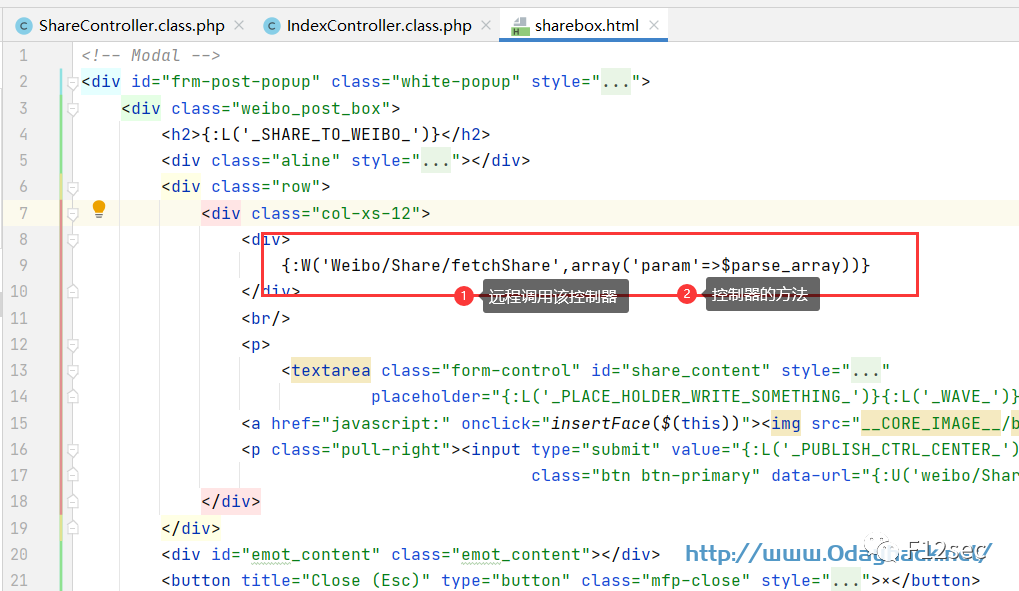 ShareController.class.php × IndexController.class.php × sharebox.html ×
1 <!-- Modal -->
2 <div id="frm-post-popup" class="white-popup" style="...">
3 <div class="weibo_post_box">
4 <h2>{:L('_SHARE_TO_WEIBO_')}</h2>
5 <div class="aline" style="..."></div>
6 <div class="row">
7 <div class="col-xs-12">
8 <div>
9 {:W('Weibo/Share/fetchShare',array('param'=>$parse_array))}
10 </div>
1 远程调用该控制器 2 控制器的方法
11 <br/>
12 <p>
13 <textarea class="form-control" id="share_content" style="..."
14 placeholder="{:L('_PLACE_HOLDER_WRITE_SOMETHING_')}{:L('_WAVE_')}
15 <a href="javascript:" onclick="insertFace($(this))"><img src="__CORE_IMAGE__/b
16 <p class="pull-right"><input type="submit" value="{:L('_PUBLISH_CTRL_CENTER_')
17 class="btn btn-primary" data-url="{:U('weibo/Shar
18 </div>
19 </div>
20 <div id="emot_content" class="emot_content"></div>
21 <button title="Close (Esc)" type="button" class="mfp-close" style="...">×</button>
F12sec